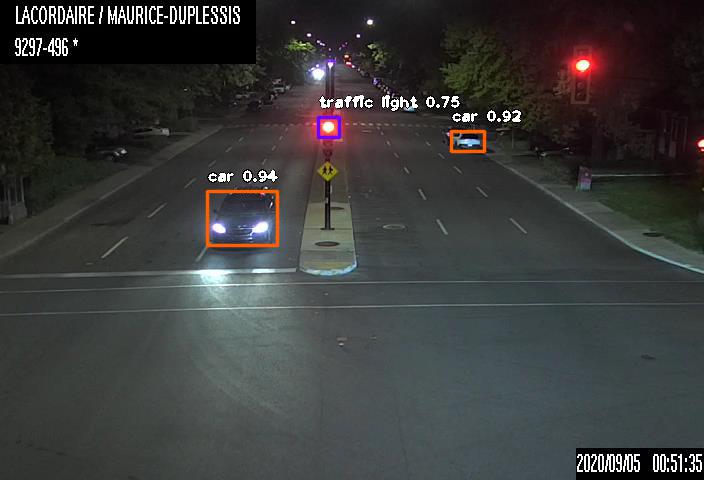 LACORDAIRE / MAURICE-DUPLESSIS
9297-496 *
traffic light 0.75
car 0.92
car 0.94
2020/09/05 00:51:35